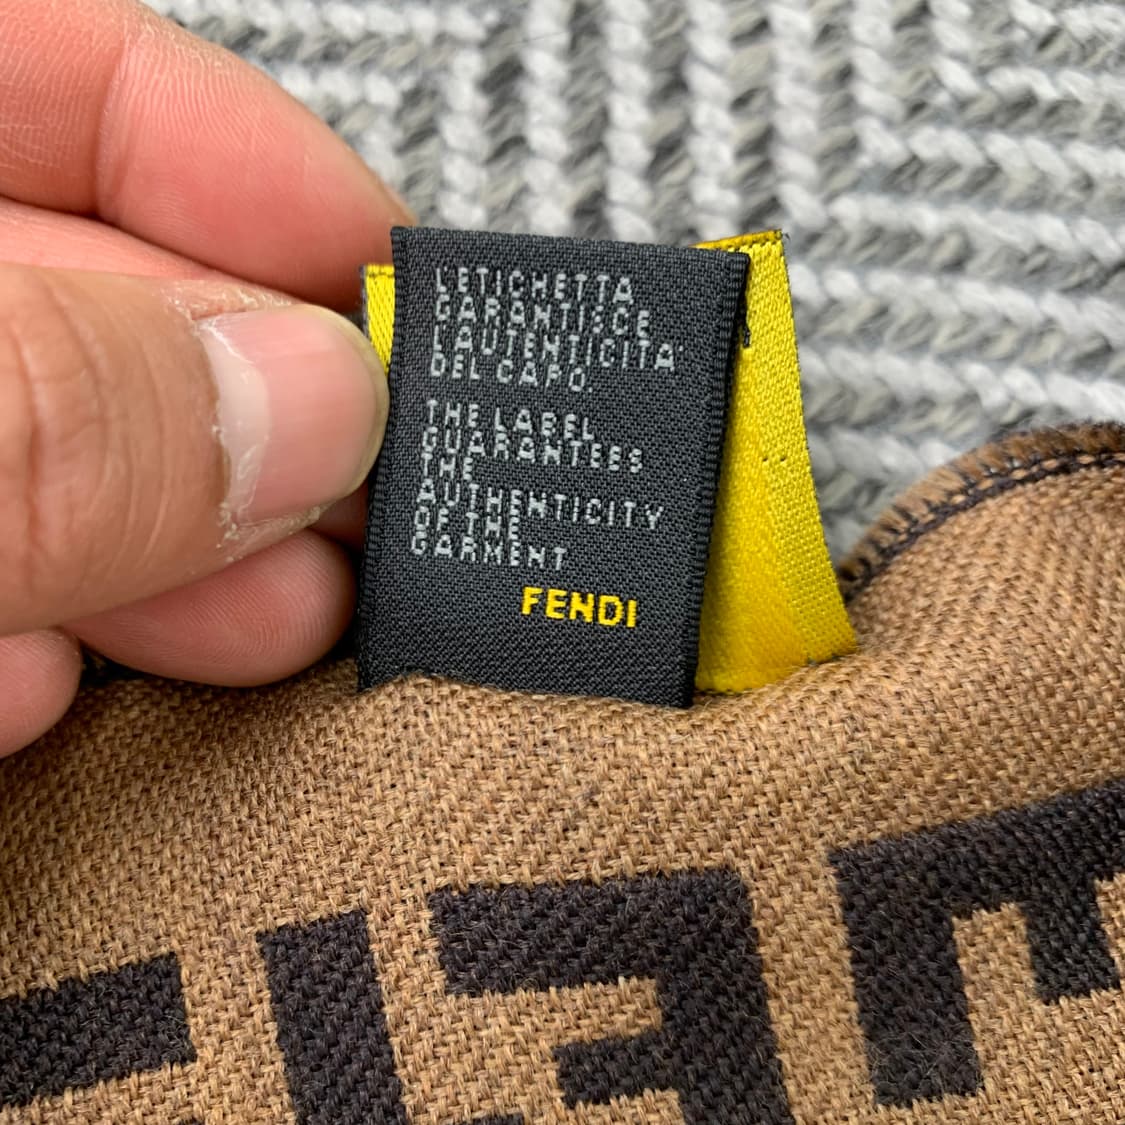 L'ETICHETTA
GARANTISCE
L'AUTENTICITA'
DEL CAPO.
THE LABEL
GUARANTEES
THE
AUTHENTICITY
OF THE
GARMENT
FENDI